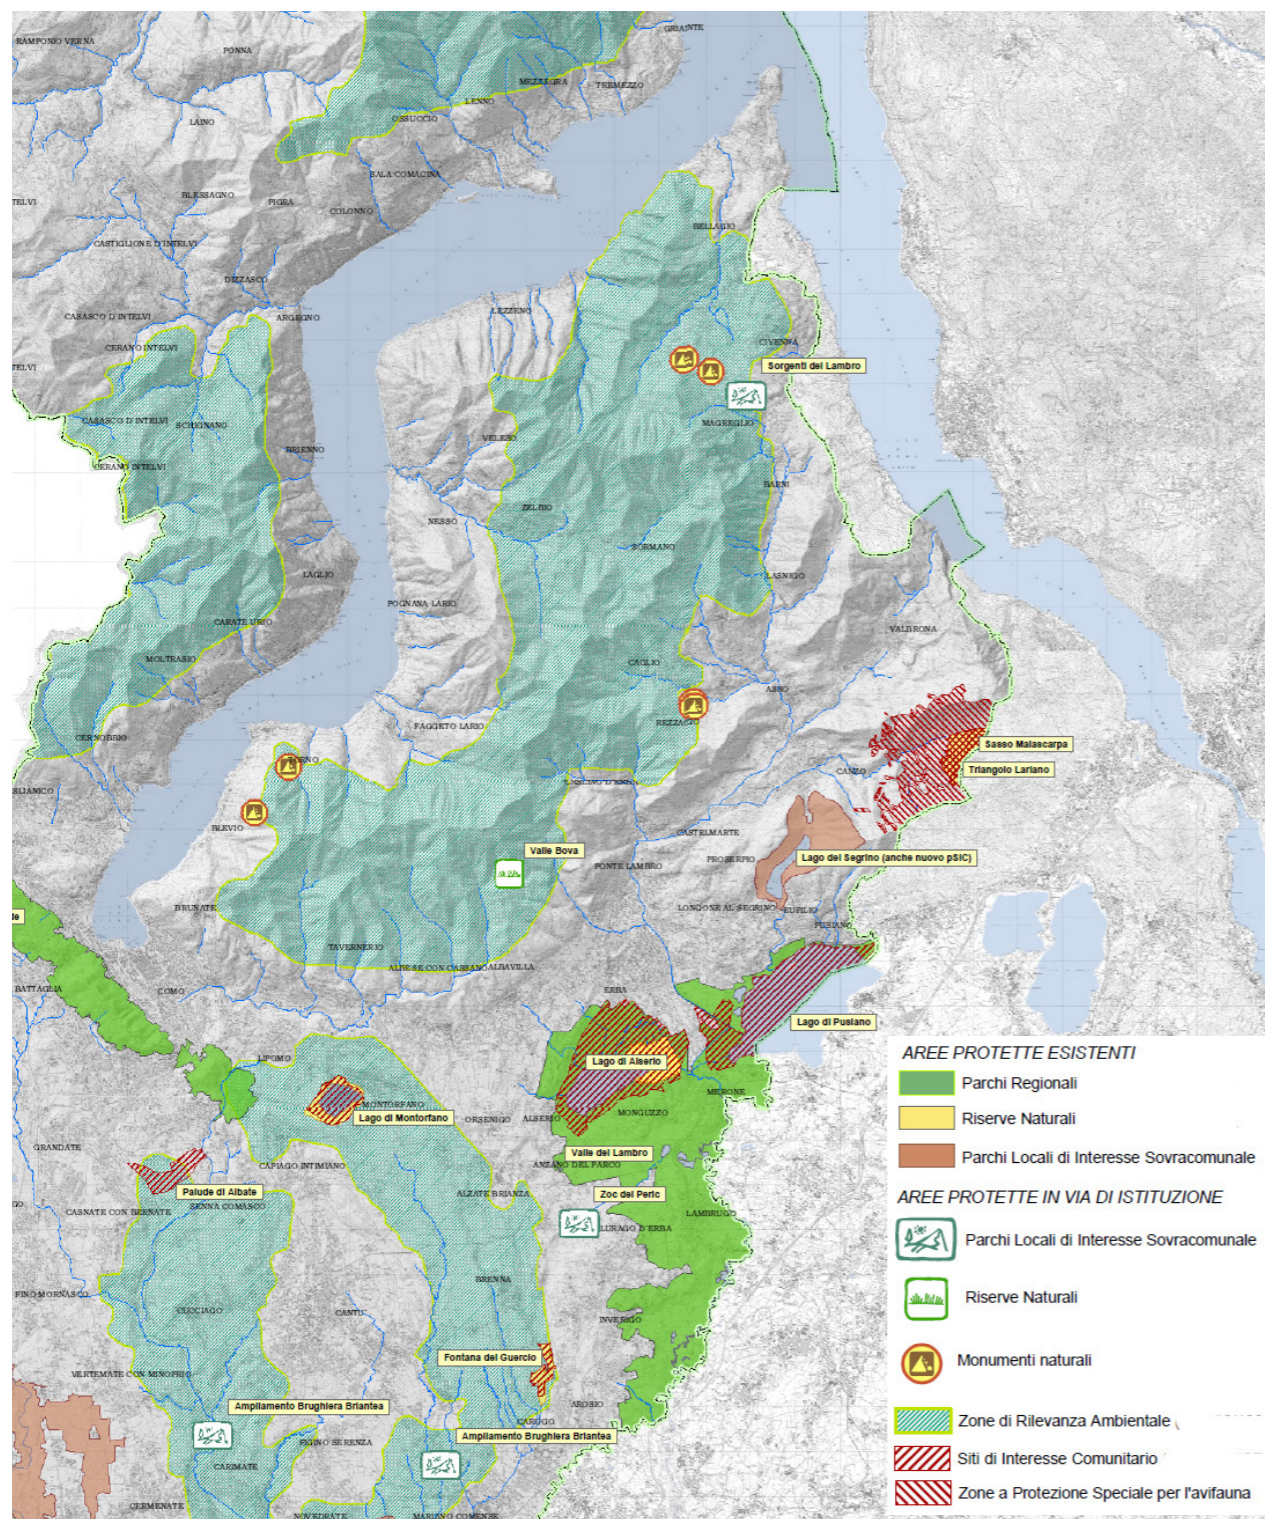 RAMPONIO VERNA
PONNA
GRIANTE
MEZZEGRA
TREMEZZO
LENNO
OSSUCCIO
LAINO
SALA COMACINA
BLESSAGNO
PIGRA
COLONNO
TELVI
BELLAGIO
CASTIGLIONE D'INTELVI
DIZZASCO
LEZZENO
CASASCO D'INTELVI
ARGEGNO
CERANO INTELVI
CIVENNA
TELVI
Sorgenti del Lambro
CASASCO D'INTELVI
SCHIGNANO
MAGREGLIO
VELESO
BRIENNO
CERANO INTELVI
BARNI
ZELBIO
NESSO
SORMANO
LAGLIO
LASNIGO
POGNANA LARIO
CARATE URIO
VALBRONA
MOLTRASIO
CAGLIO
ASSO
REZZAGO
FAGGETO LARIO
CERNOBBIO
Sasso Malascarpa
TORNO
Triangolo Lariano
CANZO
CASLINO D'ERBA
BLEVIO
CASTELMARTE
Valle Bova
PROSERPIO
Lago del Segrino (anche nuovo pSIC)
PONTE LAMBRO
BRUNATE
LONGONE AL SEGRINO
EUPILIO
PUSIANO
TAVERNERIO
ALBESE CON CASSANO
ALBAVILLA
BATTAGLIA
COMO
ERBA
Lago di Pusiano
LIPOMO
Lago di Alserio
MERONE
MONTORFANO
Lago di Montorfano
ORSENIGO
ALSERIO
MONGUZZO
GRANDATE
Valle del Lambro
CAPIAGO INTIMIANO
ANZANO DEL PARCO
Palude di Albate
ALZATE BRIANZA
Zoc del Peric
SENNA COMASCO
CASNATE CON BERNATE
LAMBRUGO
LURAGO D'ERBA
BRENNA
FINO MORNASCO
CUCCIAGO
CANTU'
INVERIGO
Fontana del Guercio
VERTEMATE CON MINOPRIO
Ampliamento Brughiera Briantea
AROSIO
CARUGO
Ampliamento Brughiera Briantea
FIGINO SERENZA
CARIMATE
CERMENATE
NOVEDRATE
MARIANO COMENSE
AREE PROTETTE ESISTENTI
Parchi Regionali
Riserve Naturali
Parchi Locali di Interesse Sovracomunale
AREE PROTETTE IN VIA DI ISTITUZIONE
Parchi Locali di Interesse Sovracomunale
Riserve Naturali
Monumenti naturali
Zone di Rilevanza Ambientale
Siti di Interesse Comunitario
Zone a Protezione Speciale per l'avifauna